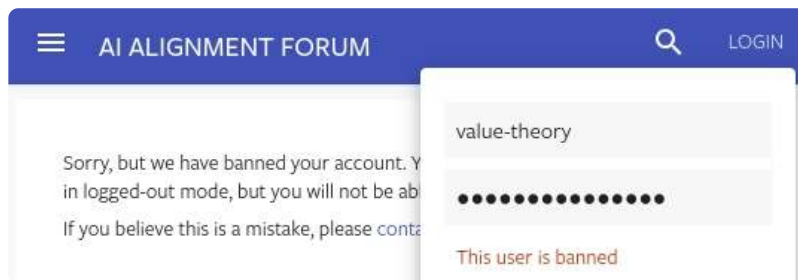 AI ALIGNMENT FORUM
LOGIN
Sorry, but we have banned your account. Y
in logged-out mode, but you will not be ab
If you believe this is a mistake, please conta
value-theory
•••••••••••••••
This user is banned